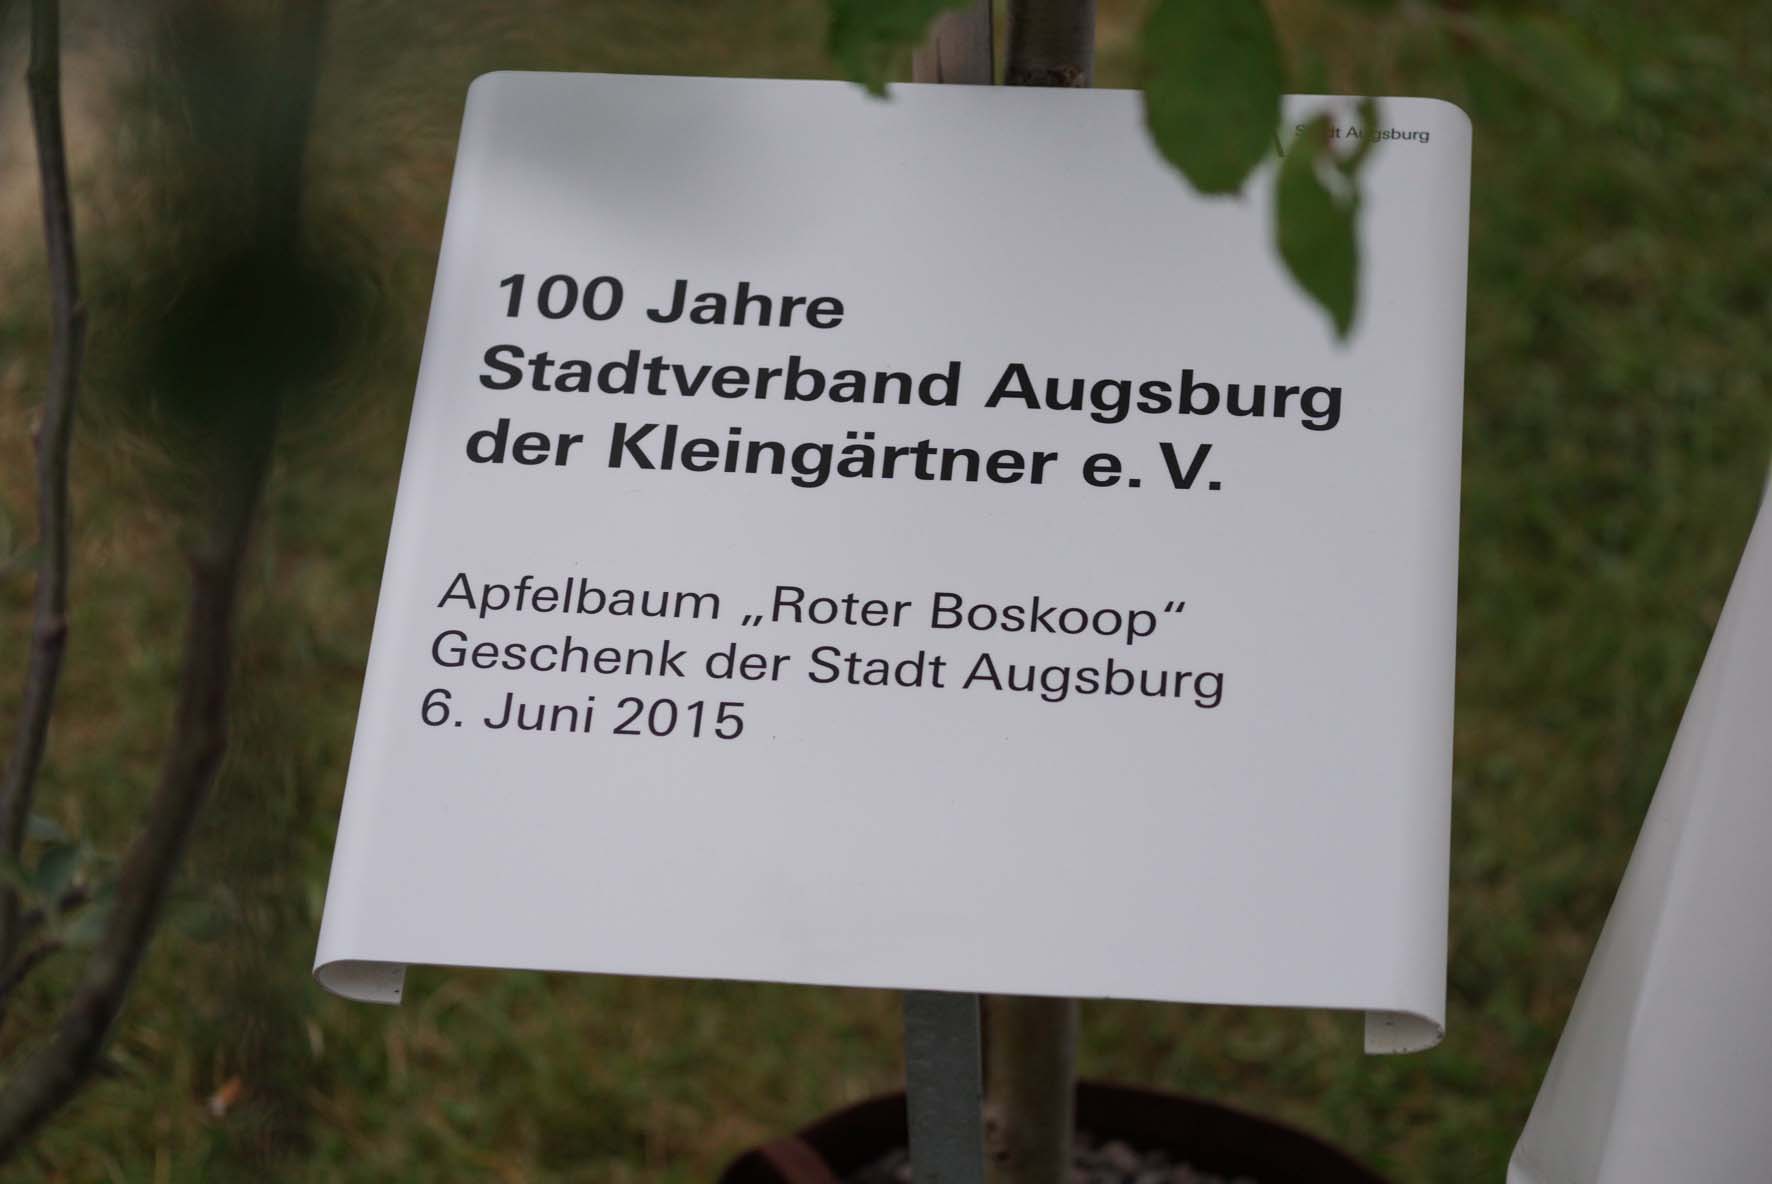 Stadt Augsburg
100 Jahre
Stadtverband Augsburg
der Kleingärtner e. V.
Apfelbaum „Roter Boskoop“
Geschenk der Stadt Augsburg
6. Juni 2015